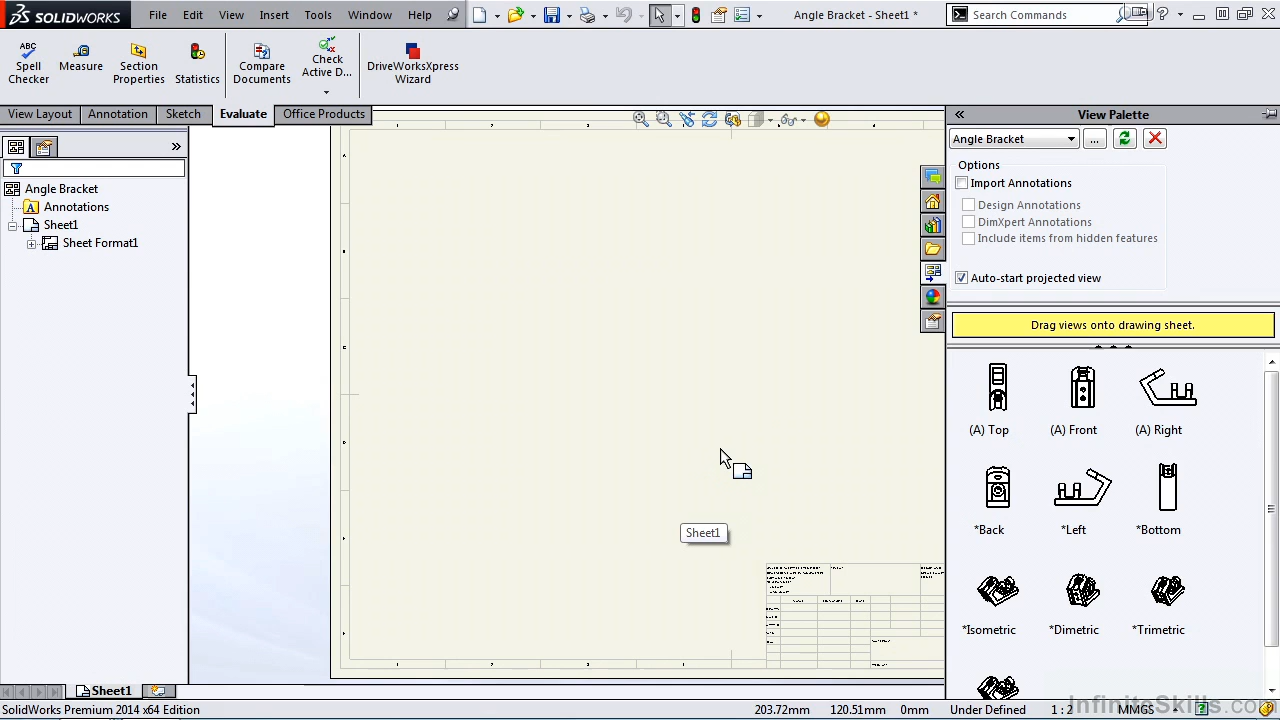 SOLIDWORKS File Edit View Insert Tools Window Help Angle Bracket - Sheet1 * Search Commands
ABC
Spell Checker
Measure
Section Properties
Statistics
Compare Documents
Check Active D...
DriveWorksXpress Wizard
View Layout Annotation Sketch Evaluate Office Products
View Palette
Angle Bracket ...
Options
Import Annotations
Design Annotations
DimXpert Annotations
Include items from hidden features
Auto-start projected view
Drag views onto drawing sheet.
(A) Top (A) Front (A) Right
*Back *Left *Bottom
*Isometric *Dimetric *Trimetric
Angle Bracket
Annotations
Sheet1
Sheet Format1
Sheet1
Sheet1
InfiniteSkills.com
SolidWorks Premium 2014 x64 Edition 203.72mm 120.51mm 0mm Under Defined 1 : 2 MMGS